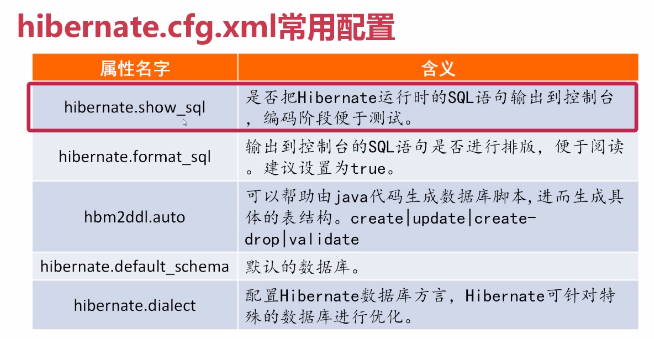 hibernate.cfg.xml常用配置
属性名字 含义
hibernate.show_sql 是否把Hibernate运行时的SQL语句输出到控制台
，编码阶段便于测试。
hibernate.format_sql 输出到控制台的SQL语句是否进行排版，便于阅读
。建议设置为true。
hbm2ddl.auto 可以帮助由java代码生成数据库脚本,进而生成具
体的表结构。create|update|create-
drop|validate
hibernate.default_schema 默认的数据库。
hibernate.dialect 配置Hibernate数据库方言，Hibernate可针对特
殊的数据库进行优化。